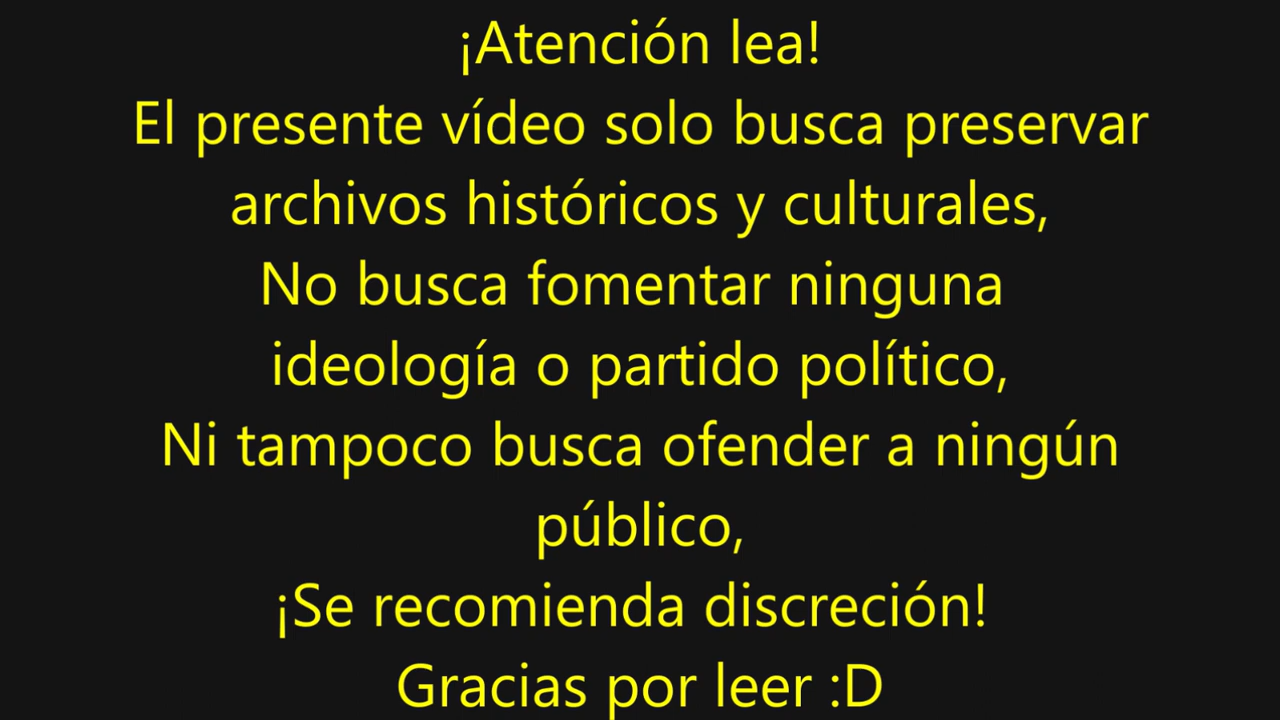 ¡Atención lea!
El presente vídeo solo busca preservar
archivos históricos y culturales,
No busca fomentar ninguna
ideología o partido político,
Ni tampoco busca ofender a ningún
público,
¡Se recomienda discreción!
Gracias por leer :D